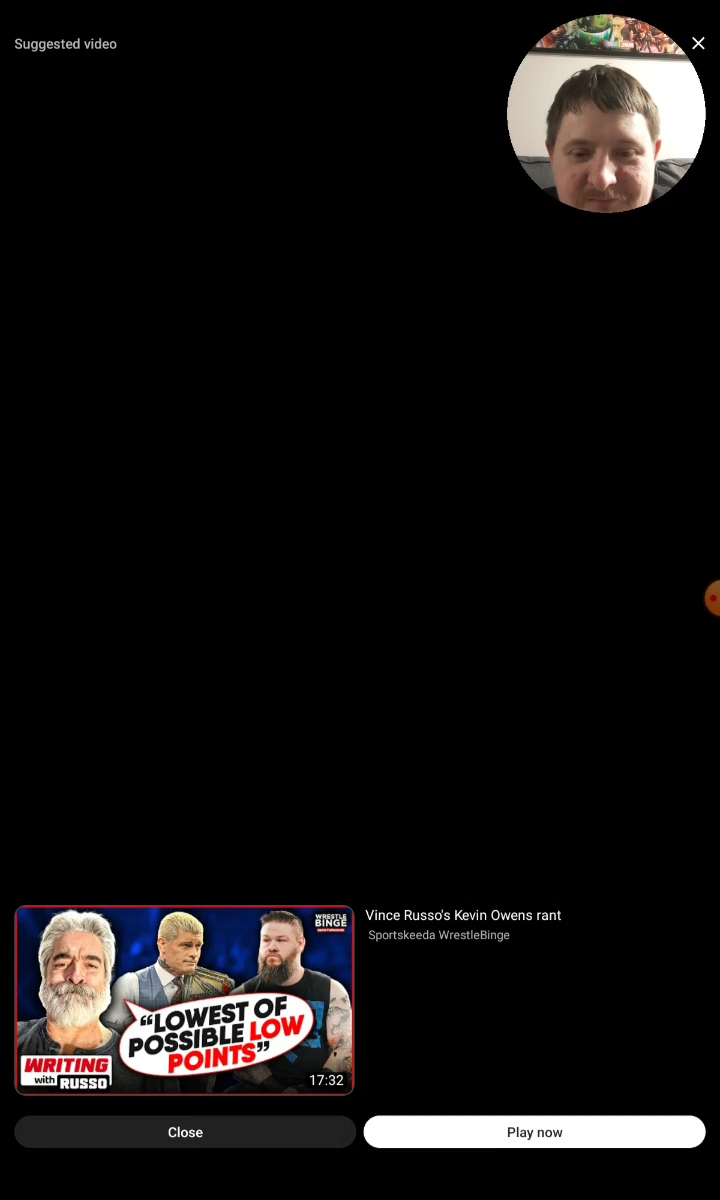 Suggested video
Vince Russo's Kevin Owens rant
Sportskeeda WrestleBinge
WRESTLE
BINGE
"LOWEST OF
POSSIBLE LOW
POINTS"
WRITING
with RUSSO
17:32
Close
Play now